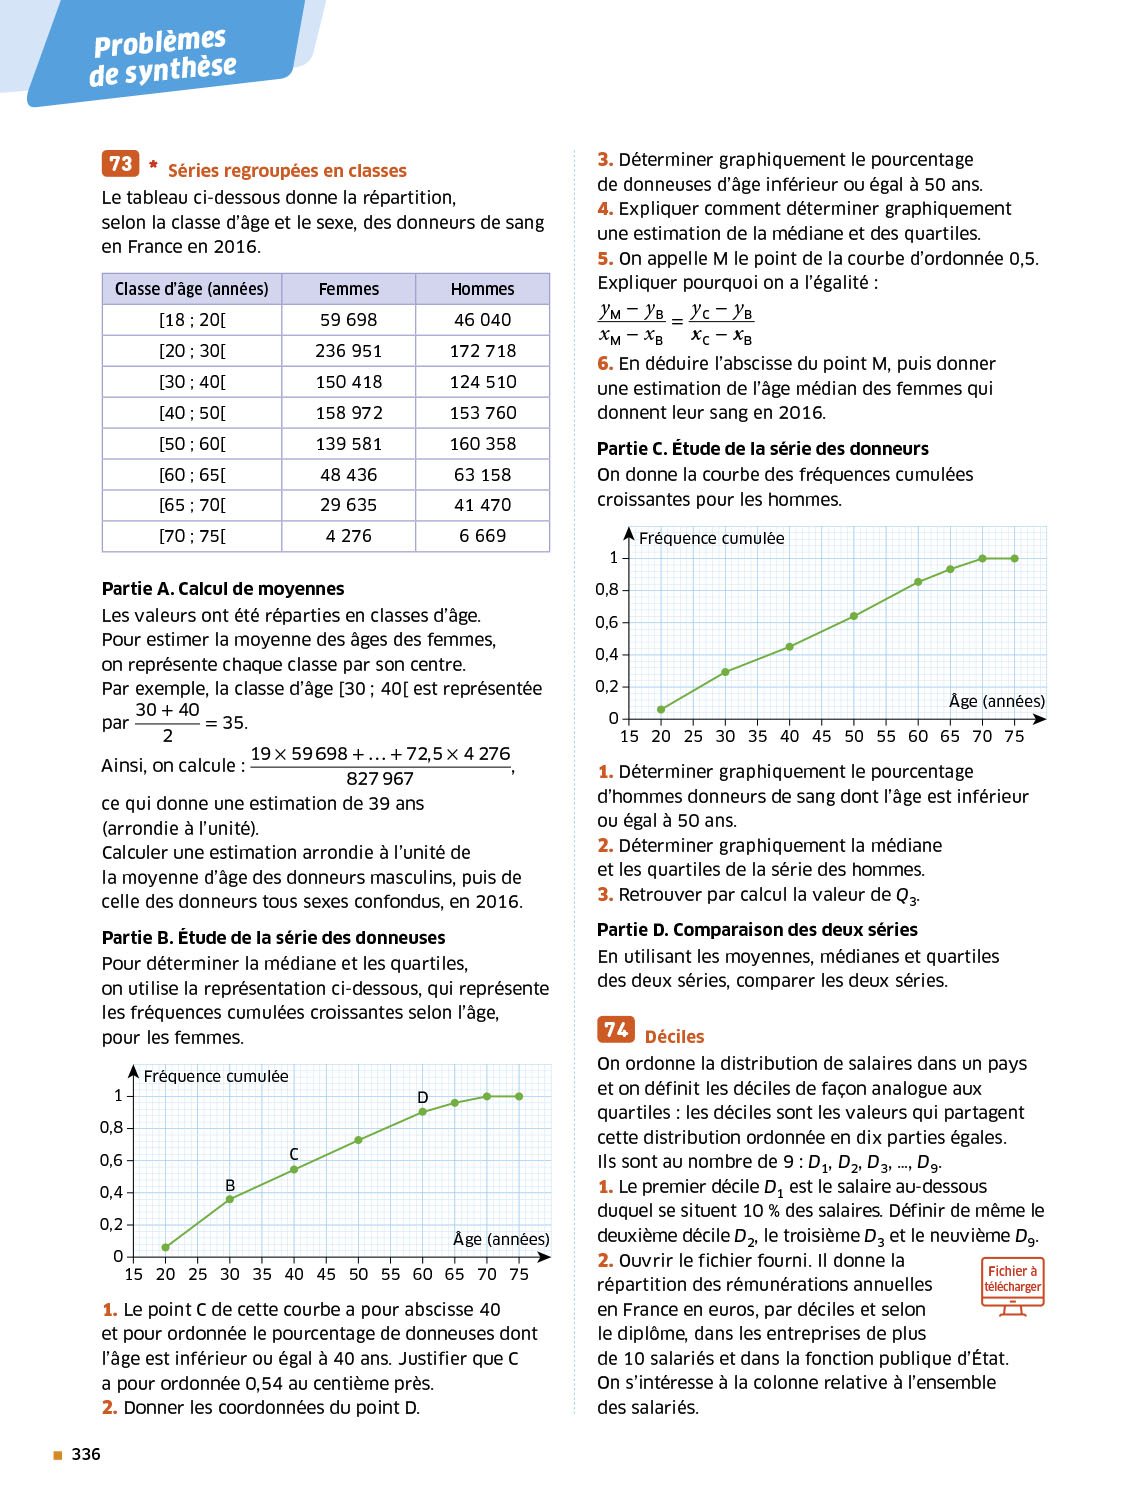 Problèmes
de synthèse
73 * Séries regroupées en classes
Le tableau ci-dessous donne la répartition,
selon la classe d'âge et le sexe, des donneurs de sang
en France en 2016.
Classe d'âge (années) Femmes Hommes
[18 ; 20[ 59 698 46 040
[20 ; 30[ 236 951 172 718
[30 ; 40[ 150 418 124 510
[40 ; 50[ 158 972 153 760
[50 ; 60[ 139 581 160 358
[60 ; 65[ 48 436 63 158
[65 ; 70[ 29 635 41 470
[70 ; 75[ 4 276 6 669
Partie A. Calcul de moyennes
Les valeurs ont été réparties en classes d'âge.
Pour estimer la moyenne des âges des femmes,
on représente chaque classe par son centre.
Par exemple, la classe d'âge [30 ; 40[ est représentée
par (30 + 40)/2 = 35.
Ainsi, on calcule : (19 × 59 698 + … + 72,5 × 4 276)/827 967,
ce qui donne une estimation de 39 ans
(arrondie à l'unité).
Calculer une estimation arrondie à l'unité de
la moyenne d'âge des donneurs masculins, puis de
celle des donneurs tous sexes confondus, en 2016.
Partie B. Étude de la série des donneuses
Pour déterminer la médiane et les quartiles,
on utilise la représentation ci-dessous, qui représente
les fréquences cumulées croissantes selon l'âge,
pour les femmes.
Fréquence cumulée
1
0,8
0,6
0,4
0,2
0
B
C
D
Âge (années)
15 20 25 30 35 40 45 50 55 60 65 70 75
1. Le point C de cette courbe a pour abscisse 40
et pour ordonnée le pourcentage de donneuses dont
l'âge est inférieur ou égal à 40 ans. Justifier que C
a pour ordonnée 0,54 au centième près.
2. Donner les coordonnées du point D.
3. Déterminer graphiquement le pourcentage
de donneuses d'âge inférieur ou égal à 50 ans.
4. Expliquer comment déterminer graphiquement
une estimation de la médiane et des quartiles.
5. On appelle M le point de la courbe d'ordonnée 0,5.
Expliquer pourquoi on a l'égalité :
(yM − yB)/(xM − xB) = (yC − yB)/(xC − xB)
6. En déduire l'abscisse du point M, puis donner
une estimation de l'âge médian des femmes qui
donnent leur sang en 2016.
Partie C. Étude de la série des donneurs
On donne la courbe des fréquences cumulées
croissantes pour les hommes.
Fréquence cumulée
1
0,8
0,6
0,4
0,2
0
Âge (années)
15 20 25 30 35 40 45 50 55 60 65 70 75
1. Déterminer graphiquement le pourcentage
d'hommes donneurs de sang dont l'âge est inférieur
ou égal à 50 ans.
2. Déterminer graphiquement la médiane
et les quartiles de la série des hommes.
3. Retrouver par calcul la valeur de Q3.
Partie D. Comparaison des deux séries
En utilisant les moyennes, médianes et quartiles
des deux séries, comparer les deux séries.
74 Déciles
On ordonne la distribution de salaires dans un pays
et on définit les déciles de façon analogue aux
quartiles : les déciles sont les valeurs qui partagent
cette distribution ordonnée en dix parties égales.
Ils sont au nombre de 9 : D1, D2, D3, ..., D9.
1. Le premier décile D1 est le salaire au-dessous
duquel se situent 10 % des salaires. Définir de même le
deuxième décile D2, le troisième D3 et le neuvième D9.
2. Ouvrir le fichier fourni. Il donne la
répartition des rémunérations annuelles
en France en euros, par déciles et selon
le diplôme, dans les entreprises de plus
de 10 salariés et dans la fonction publique d'État.
On s'intéresse à la colonne relative à l'ensemble
des salariés.
Fichier à
télécharger
336